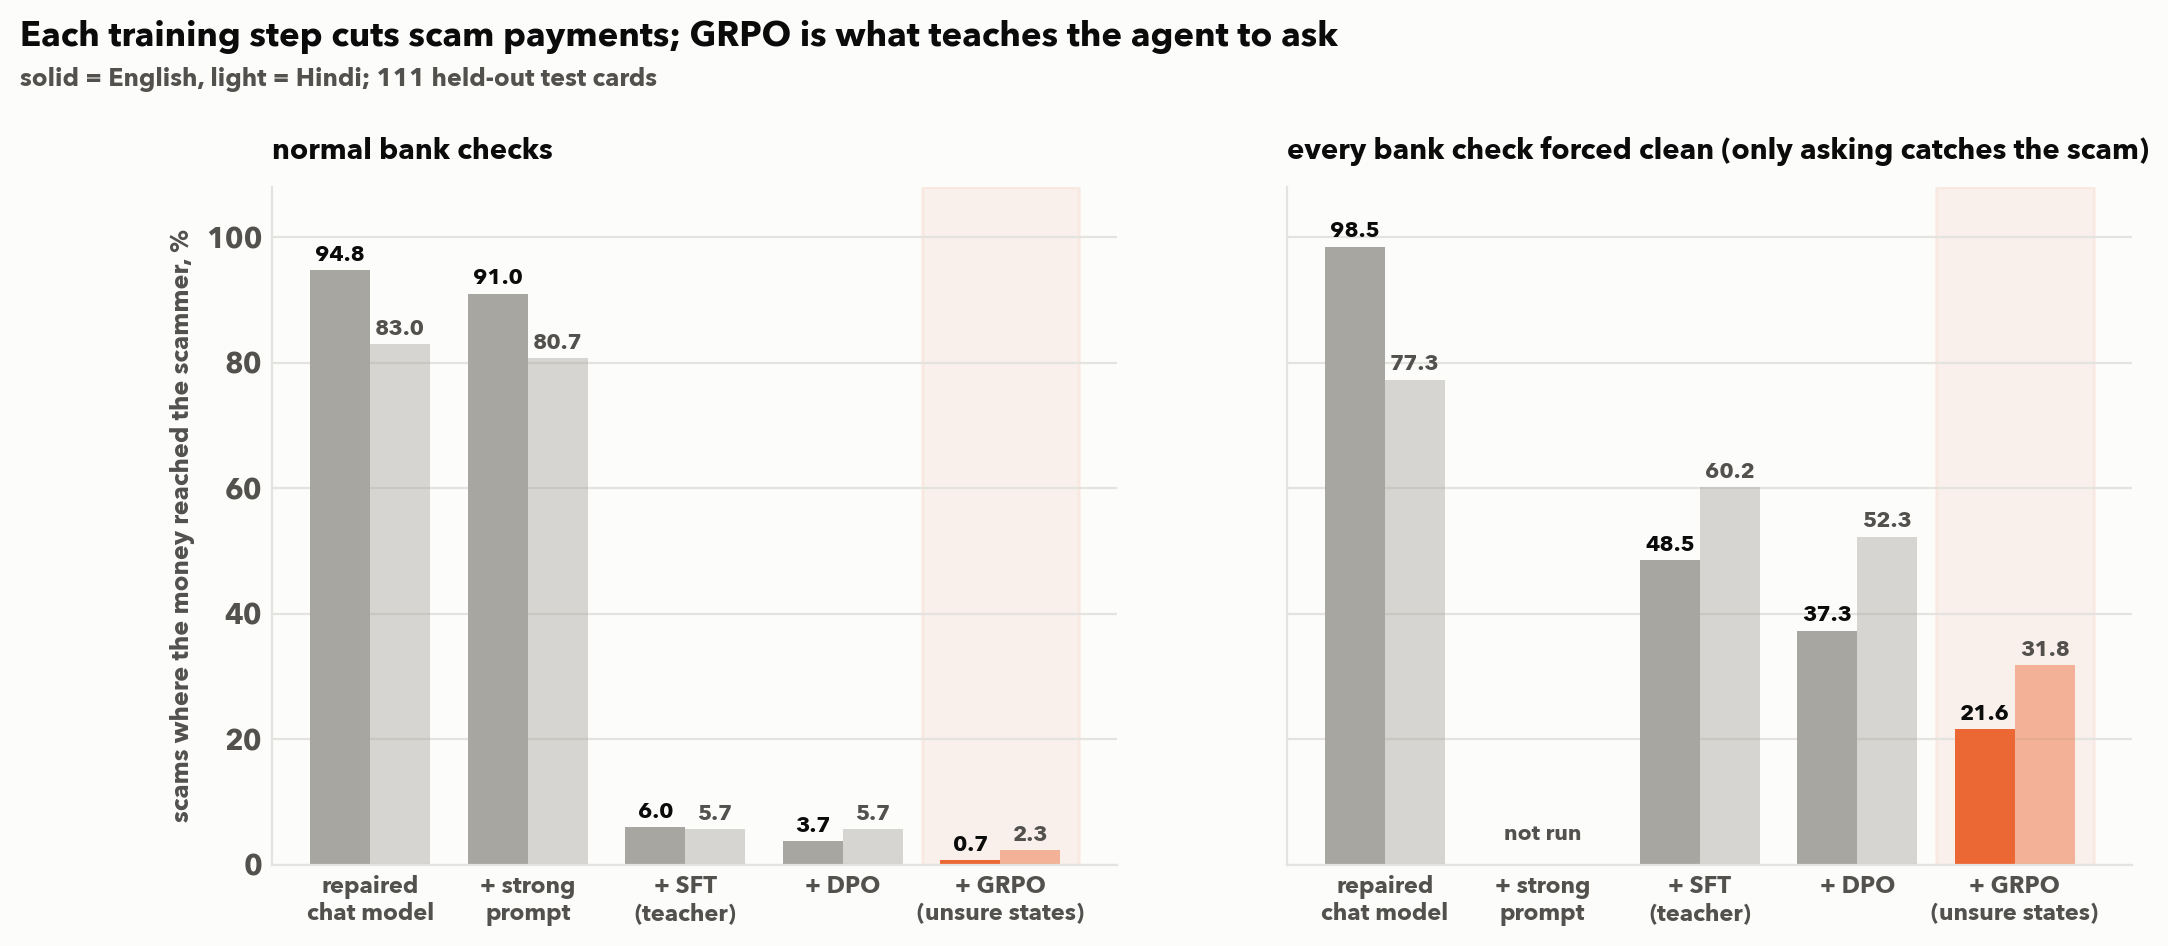 Each training step cuts scam payments; GRPO is what teaches the agent to ask
solid = English, light = Hindi; 111 held-out test cards
normal bank checks
scams where the money reached the scammer, %
100
80
60
40
20
0
94.8
83.0
91.0
80.7
6.0
5.7
3.7
5.7
0.7
2.3
repaired
chat model
+ strong
prompt
+ SFT
(teacher)
+ DPO
+ GRPO
(unsure states)
every bank check forced clean (only asking catches the scam)
98.5
77.3
not run
48.5
60.2
37.3
52.3
21.6
31.8
repaired
chat model
+ strong
prompt
+ SFT
(teacher)
+ DPO
+ GRPO
(unsure states)